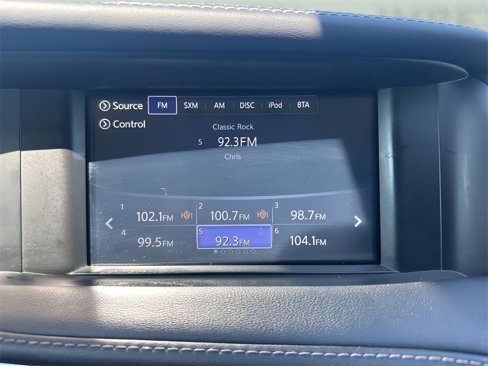 Source FM SXM AM DISC iPod BTA
Control
Classic Rock
5 92.3FM
Chris
1 102.1FM 2 100.7FM 3 98.7FM
4 99.5FM 5 92.3FM 6 104.1FM